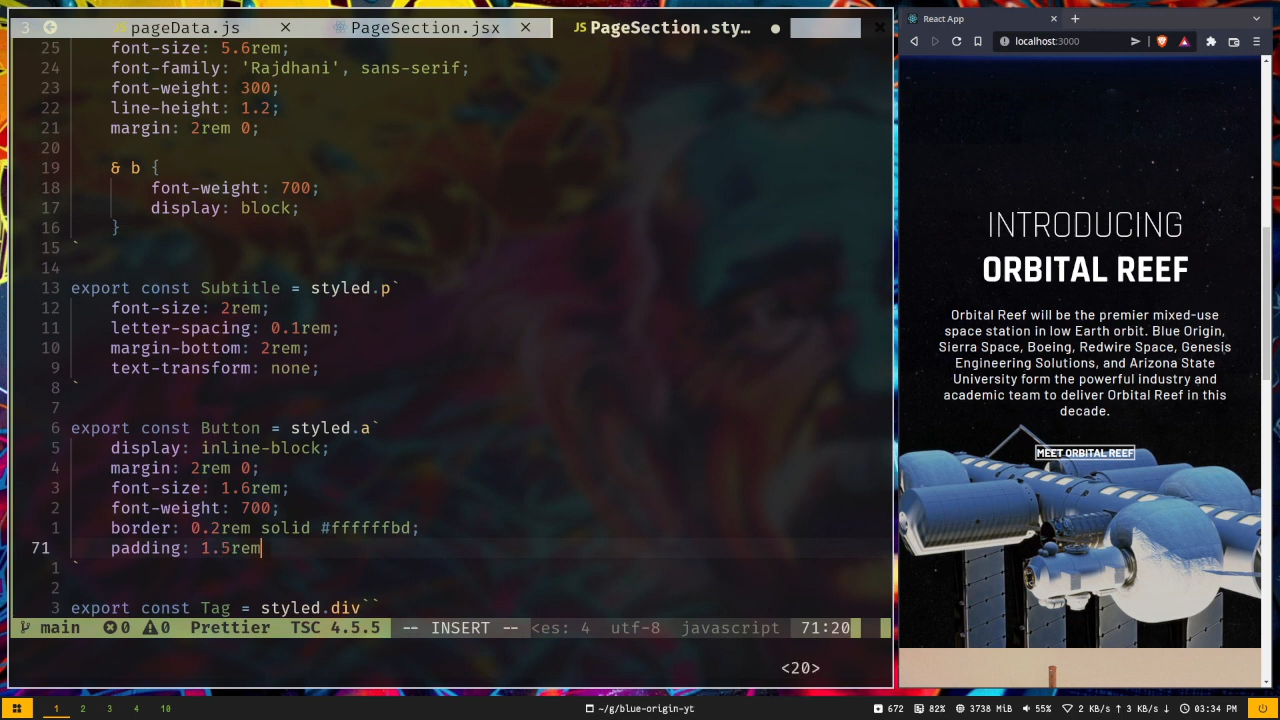 3 pageData.js × PageSection.jsx × JS PageSection.sty… ● ×
25 font-size: 5.6rem;
24 font-family: 'Rajdhani', sans-serif;
23 font-weight: 300;
22 line-height: 1.2;
21 margin: 2rem 0;
20
19 & b {
18 font-weight: 700;
17 display: block;
16 }
15 `
14
13 export const Subtitle = styled.p`
12 font-size: 2rem;
11 letter-spacing: 0.1rem;
10 margin-bottom: 2rem;
9 text-transform: none;
8 `
7
6 export const Button = styled.a`
5 display: inline-block;
4 margin: 2rem 0;
3 font-size: 1.6rem;
2 font-weight: 700;
1 border: 0.2rem solid #ffffffbd;
71 padding: 1.5rem
1 `
2
3 export const Tag = styled.div``
main 0 0 Prettier TSC 4.5.5 -- INSERT -- <es: 4 utf-8 javascript 71:20
<20>
React App
localhost:3000
INTRODUCING
ORBITAL REEF
Orbital Reef will be the premier mixed-use
space station in low Earth orbit. Blue Origin,
Sierra Space, Boeing, Redwire Space, Genesis
Engineering Solutions, and Arizona State
University form the powerful industry and
academic team to deliver Orbital Reef in this
decade.
MEET ORBITAL REEF
1 2 3 4 10 ~/g/blue-origin-yt 672 82% 3738 MiB 55% 2 KB/s ↑ 3 KB/s ↓ 03:34 PM